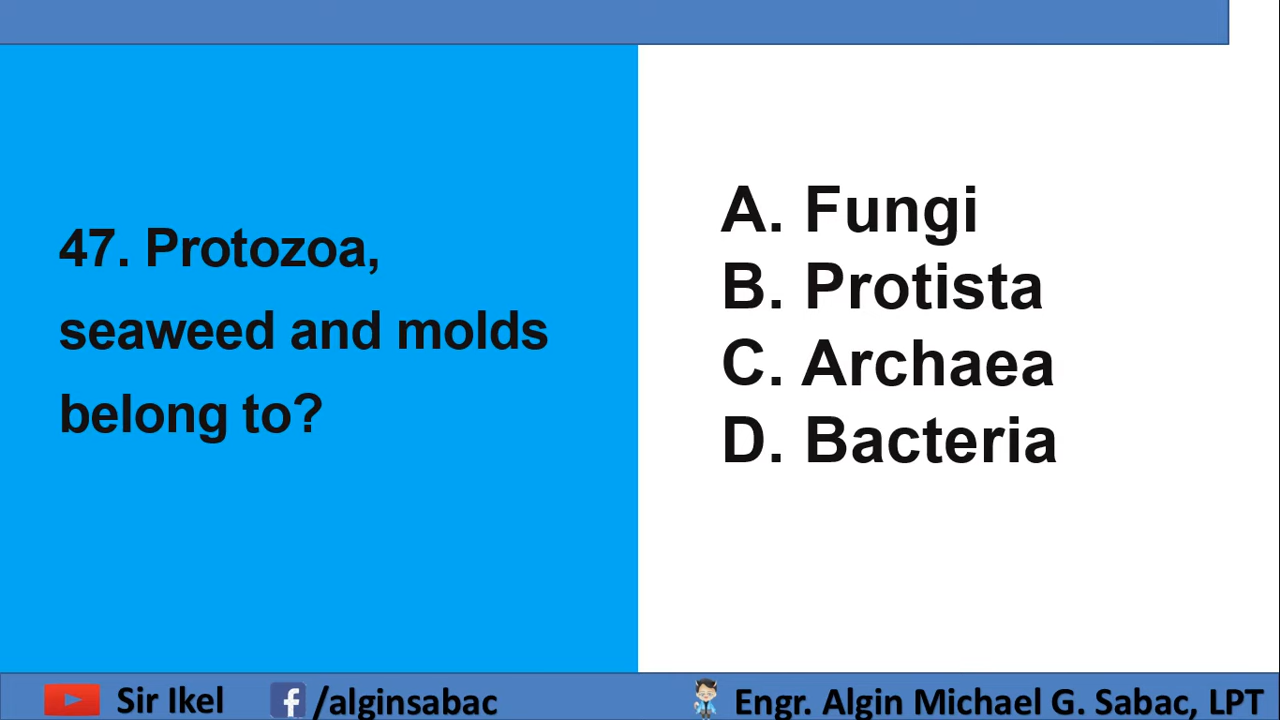 47. Protozoa,
seaweed and molds
belong to?
A. Fungi
B. Protista
C. Archaea
D. Bacteria
Sir Ikel
/alginsabac
Engr. Algin Michael G. Sabac, LPT